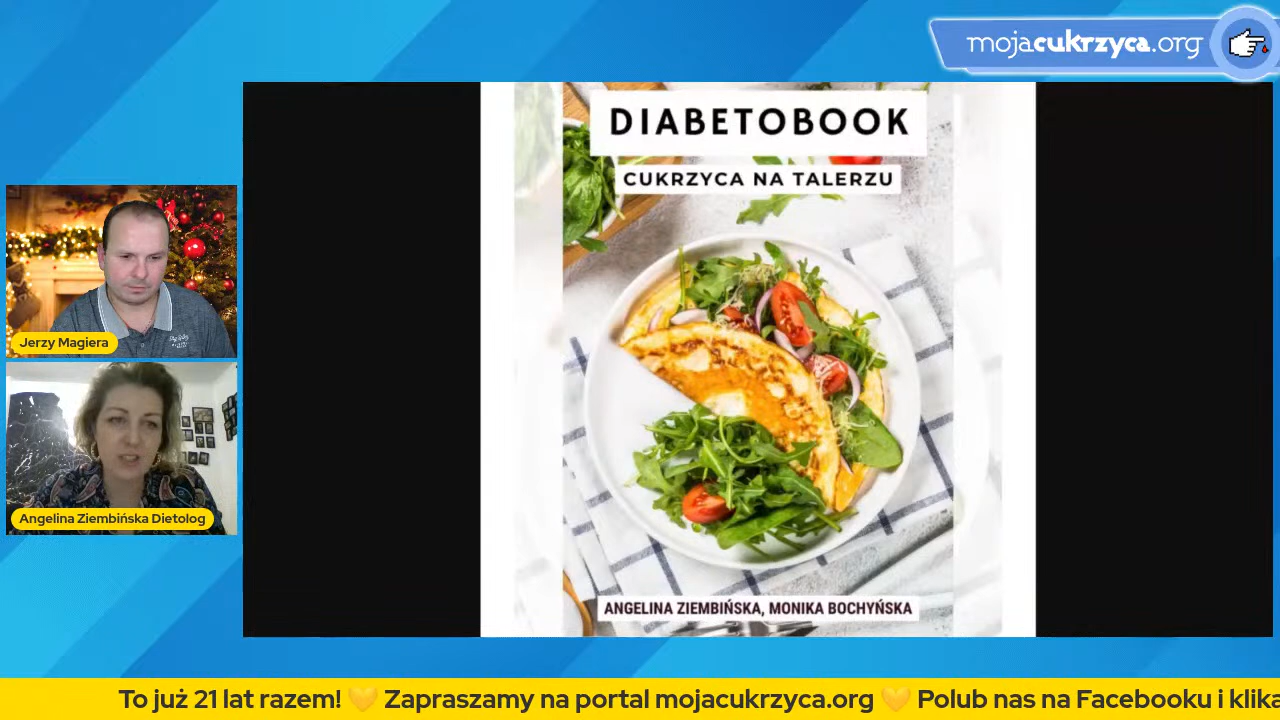 mojacukrzyca.org
DIABETOBOOK
CUKRZYCA NA TALERZU
Jerzy Magiera
Angelina Ziembińska Dietolog
ANGELINA ZIEMBIŃSKA, MONIKA BOCHYŃSKA
To już 21 lat razem! 💛 Zapraszamy na portal mojacukrzyca.org 💛 Polub nas na Facebooku i klika